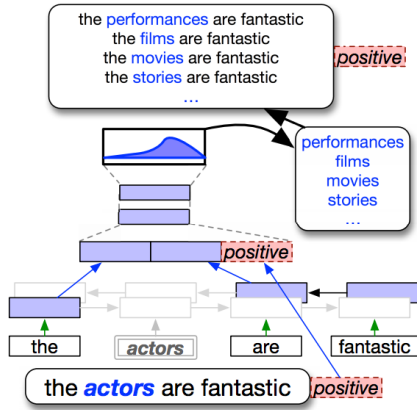 the performances are fantastic
the films are fantastic
the movies are fantastic
the stories are fantastic
...
positive
performances
films
movies
stories
...
positive
the actors are fantastic
the actors are fantastic
positive